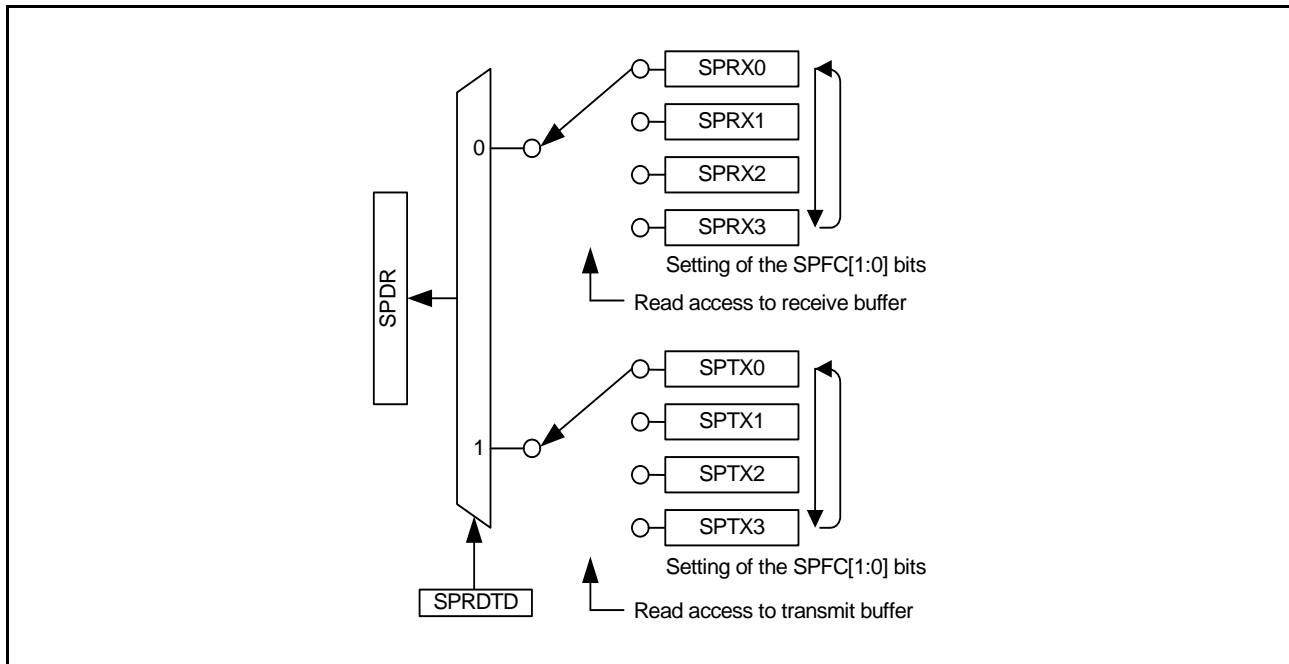 SPRX0
SPRX1
0
SPRX2
SPRX3
Setting of the SPFC[1:0] bits
Read access to receive buffer
SPDR
SPTX0
SPTX1
1
SPTX2
SPTX3
Setting of the SPFC[1:0] bits
SPRDTD
Read access to transmit buffer